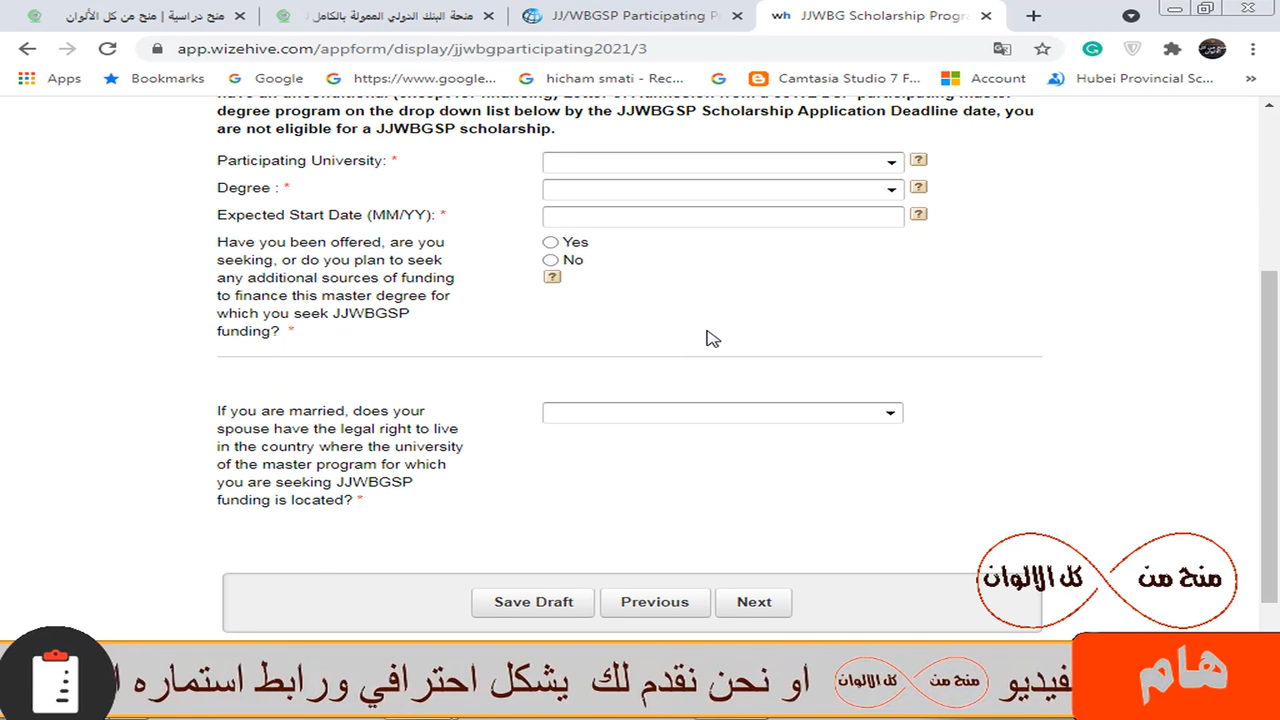 منح دراسية | منح من كل الألوان
منحة البنك الدولي الممولة بالكامل
JJ/WBGSP Participating P
wh JJWBG Scholarship Progra
app.wizehive.com/appform/display/jjwbgparticipating2021/3
Apps Bookmarks Google https://www.google... hicham smati - Rec... Camtasia Studio 7 F... Account Hubei Provincial Sc... »
degree program on the drop down list below by the JJWBGSP Scholarship Application Deadline date, you
are not eligible for a JJWBGSP scholarship.
Participating University: * ?
Degree : * ?
Expected Start Date (MM/YY): * ?
Have you been offered, are you
seeking, or do you plan to seek
any additional sources of funding
to finance this master degree for
which you seek JJWBGSP
funding? *
Yes
No
?
If you are married, does your
spouse have the legal right to live
in the country where the university
of the master program for which
you are seeking JJWBGSP
funding is located? *
Save Draft Previous Next
منح من كل الالوان
هام
فيديو منح من كل الالوان او نحن نقدم لك يشكل احترافي ورابط استماره